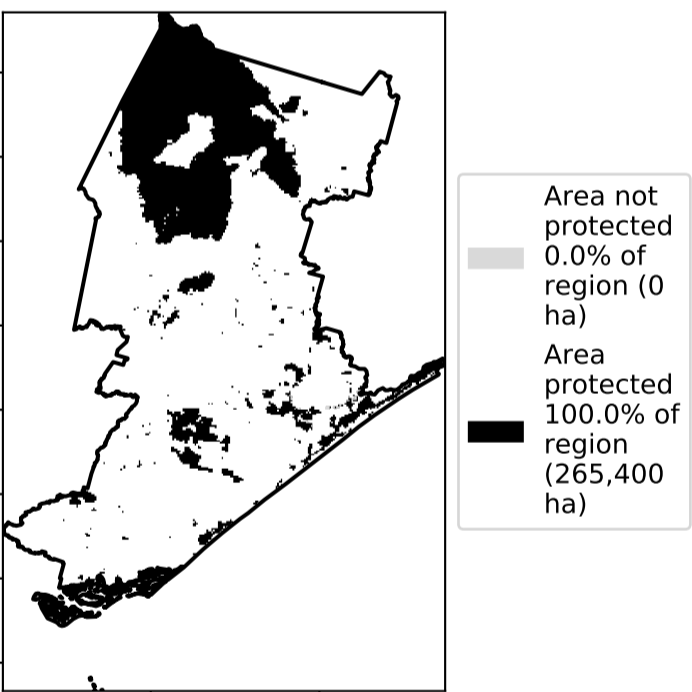 Area not
protected
0.0% of
region (0
ha)
Area
protected
100.0% of
region
(265,400
ha)